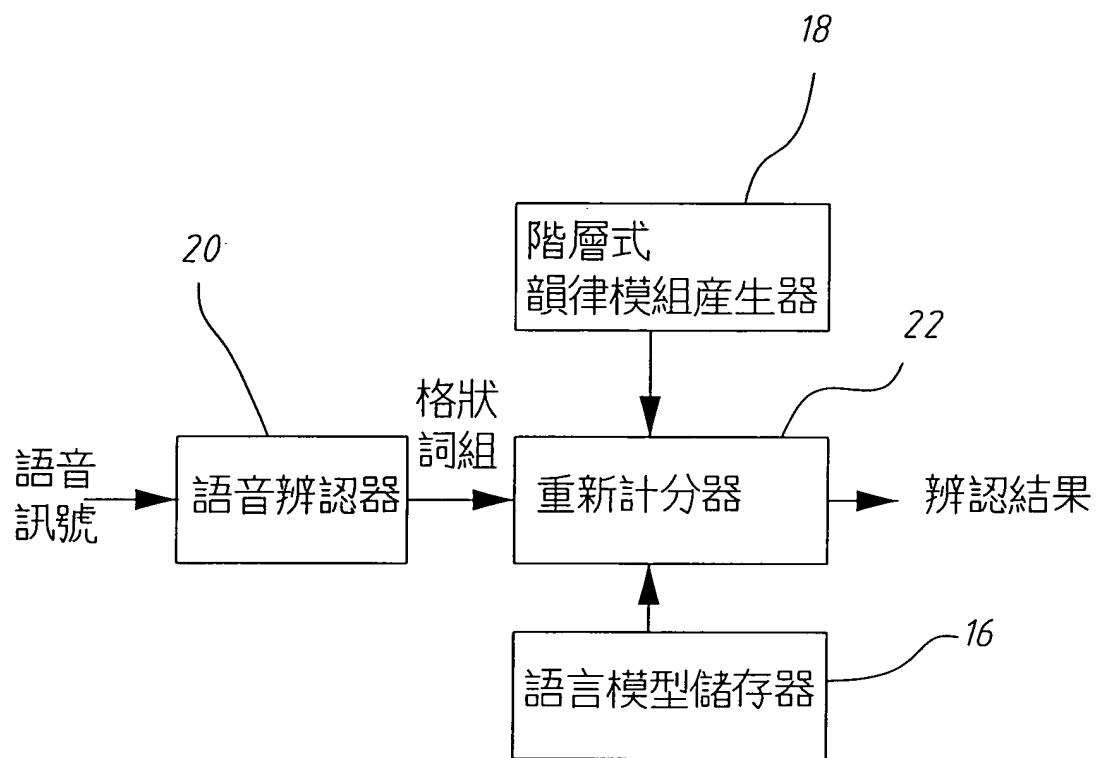 18
階層式
韻律模組產生器
20
22
格狀
詞組
語音
訊號
語音辨認器
重新計分器
辨認結果
16
語言模型儲存器